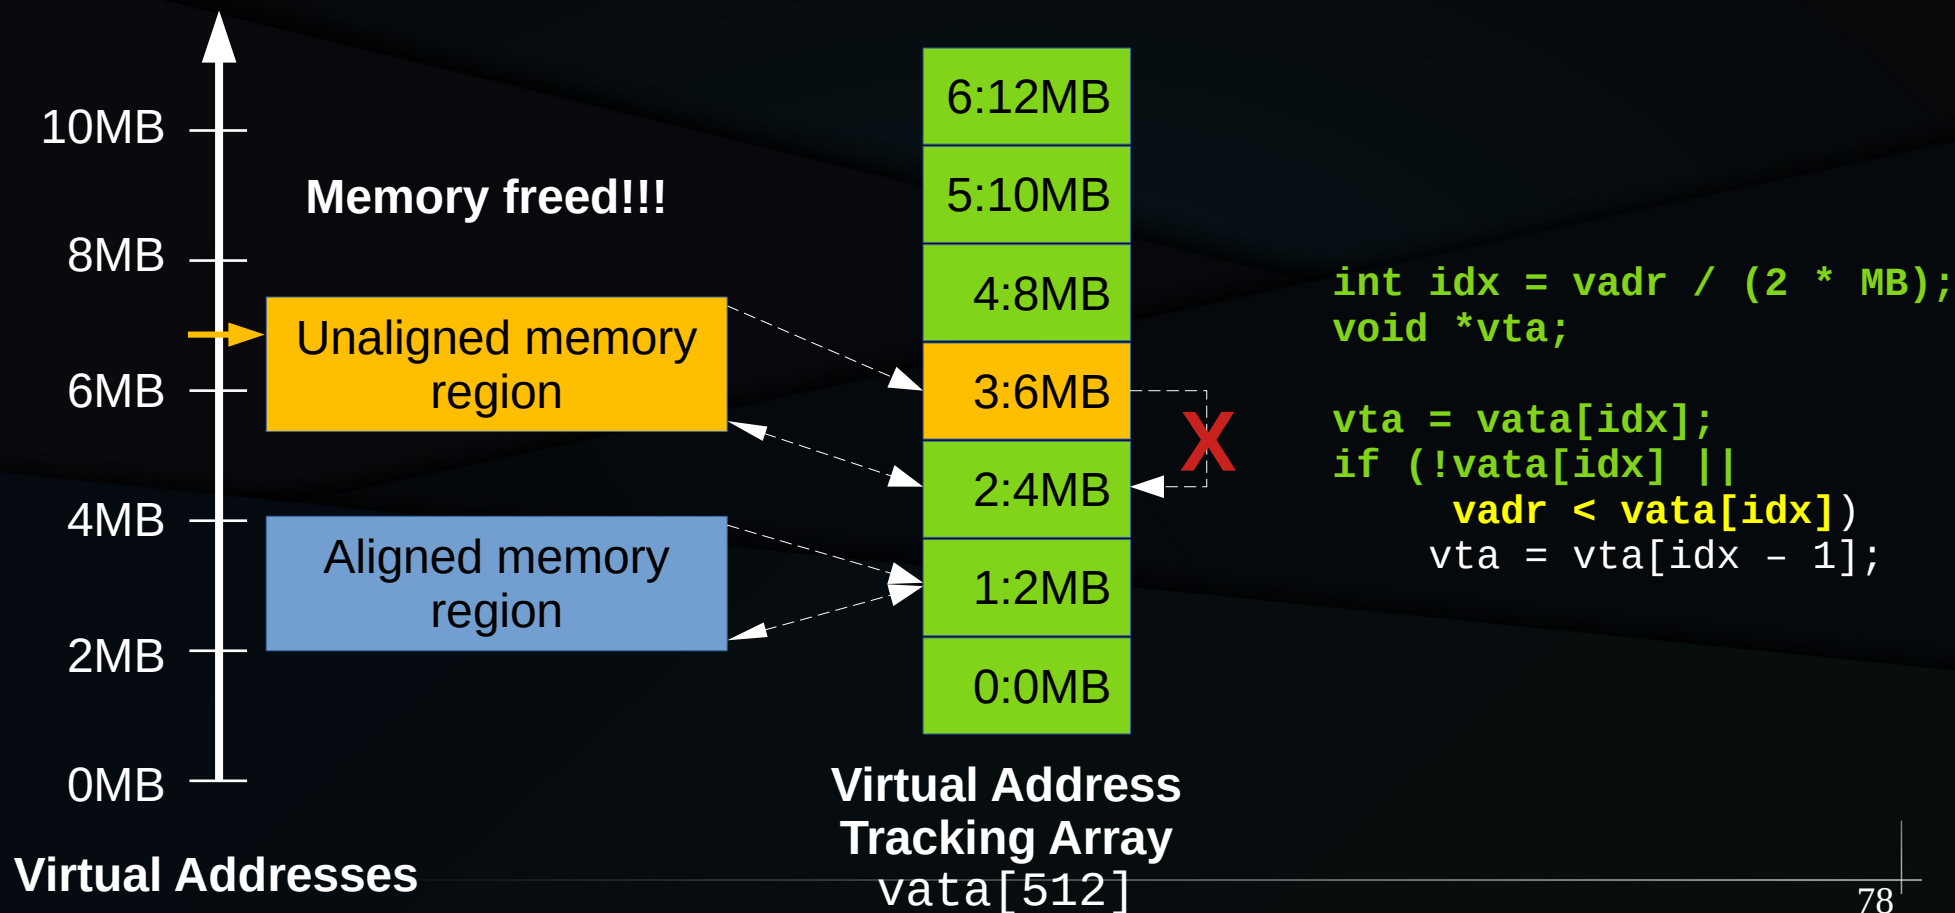 10MB
8MB
6MB
4MB
2MB
0MB
Virtual Addresses
Memory freed!!!
Unaligned memory
region
Aligned memory
region
6:12MB
5:10MB
4:8MB
3:6MB
2:4MB
1:2MB
0:0MB
X
Virtual Address
Tracking Array
vata[512]
int idx = vadr / (2 * MB);
void *vta;
vta = vata[idx];
if (!vata[idx] ||
vadr < vata[idx])
vta = vta[idx – 1];
78